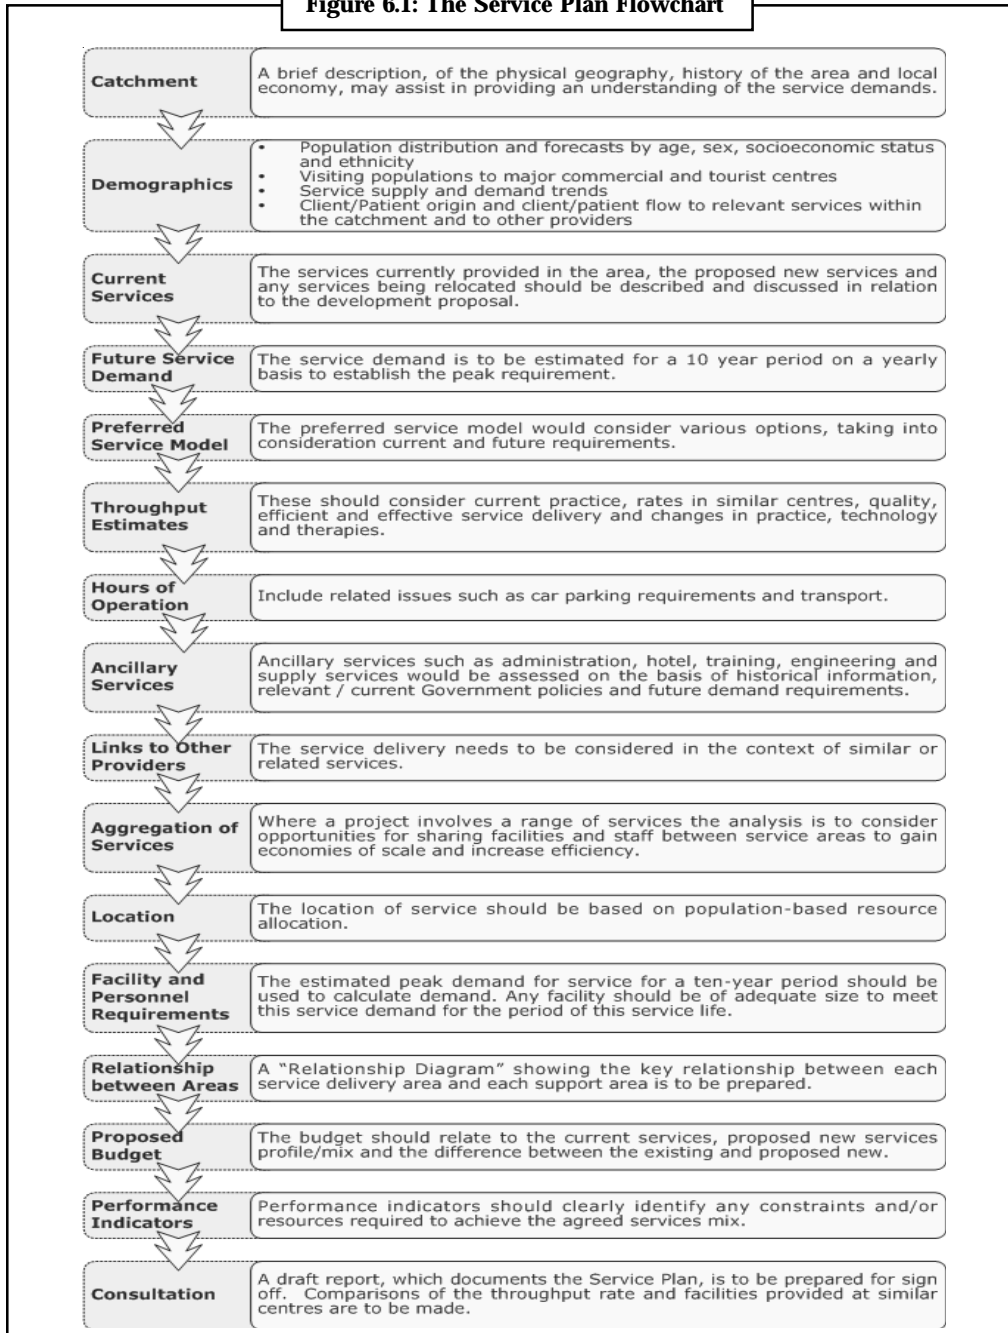 Figure 6.1: The Service Plan Flowchart
Catchment
A brief description, of the physical geography, history of the area and local
economy, may assist in providing an understanding of the service demands.
Demographics
• Population distribution and forecasts by age, sex, socioeconomic status
and ethnicity
• Visiting populations to major commercial and tourist centres
• Service supply and demand trends
• Client/Patient origin and client/patient flow to relevant services within
the catchment and to other providers
Current
Services
The services currently provided in the area, the proposed new services and
any services being relocated should be described and discussed in relation
to the development proposal.
Future Service
Demand
The service demand is to be estimated for a 10 year period on a yearly
basis to establish the peak requirement.
Preferred
Service Model
The preferred service model would consider various options, taking into
consideration current and future requirements.
Throughput
Estimates
These should consider current practice, rates in similar centres, quality,
efficient and effective service delivery and changes in practice, technology
and therapies.
Hours of
Operation
Include related issues such as car parking requirements and transport.
Ancillary
Services
Ancillary services such as administration, hotel, training, engineering and
supply services would be assessed on the basis of historical information,
relevant / current Government policies and future demand requirements.
Links to Other
Providers
The service delivery needs to be considered in the context of similar or
related services.
Aggregation of
Services
Where a project involves a range of services the analysis is to consider
opportunities for sharing facilities and staff between service areas to gain
economies of scale and increase efficiency.
Location
The location of service should be based on population-based resource
allocation.
Facility and
Personnel
Requirements
The estimated peak demand for service for a ten-year period should be
used to calculate demand. Any facility should be of adequate size to meet
this service demand for the period of this service life.
Relationship
between Areas
A “Relationship Diagram” showing the key relationship between each
service delivery area and each support area is to be prepared.
Proposed
Budget
The budget should relate to the current services, proposed new services
profile/mix and the difference between the existing and proposed new.
Performance
Indicators
Performance indicators should clearly identify any constraints and/or
resources required to achieve the agreed services mix.
Consultation
A draft report, which documents the Service Plan, is to be prepared for sign
off. Comparisons of the throughput rate and facilities provided at similar
centres are to be made.